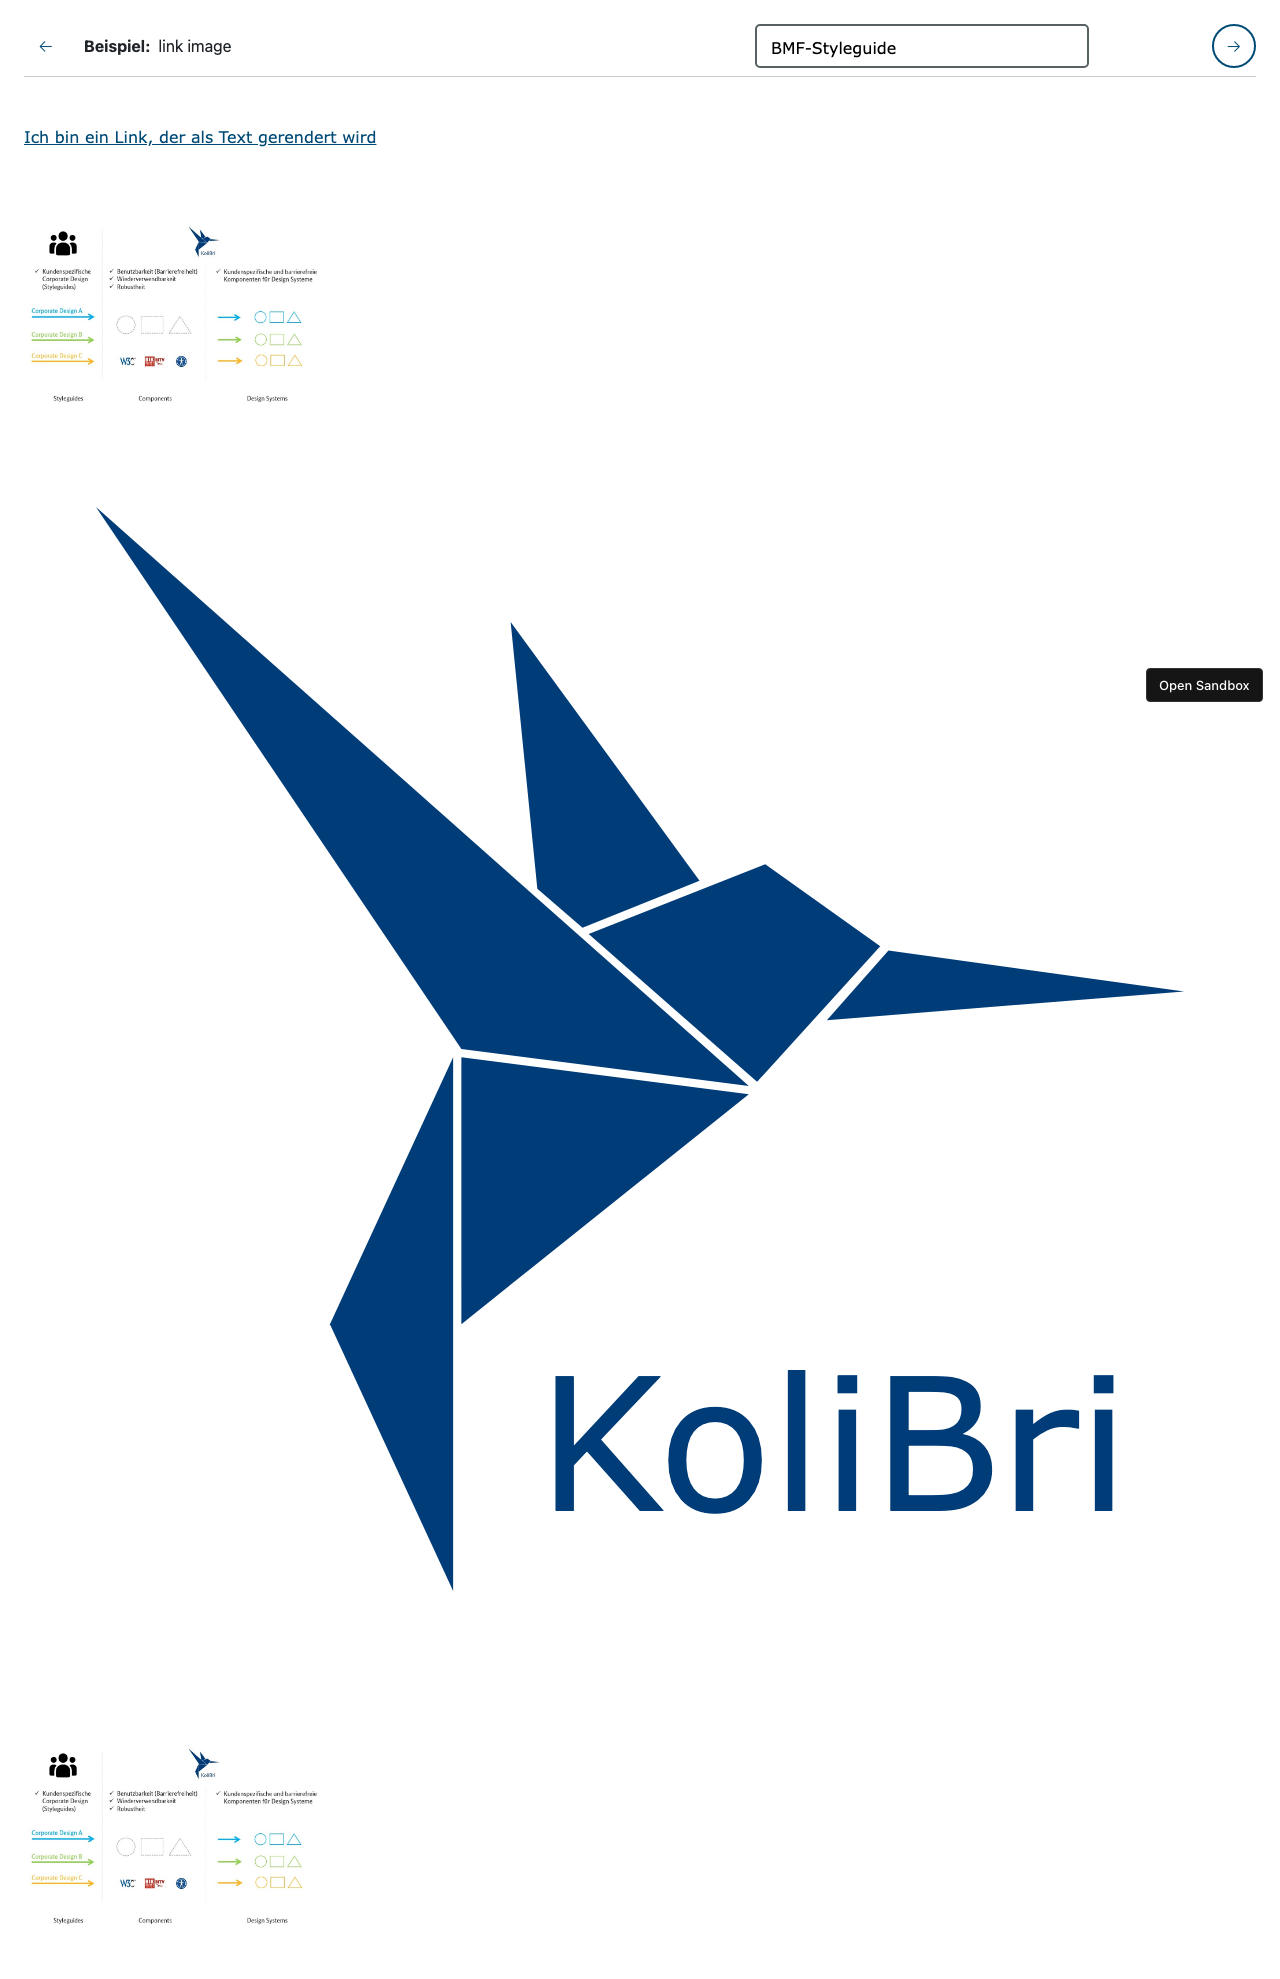 Beispiel: link image
BMF-Styleguide
Ich bin ein Link, der als Text gerendert wird
KoliBri
✓ Kundenspezifische
Corporate Design
(Styleguides)
✓ Benutzbarkeit (Barrierefreiheit)
✓ Wiederverwendbarkeit
✓ Robustheit
✓ Kundenspezifische und barrierefreie
Komponenten für Design Systeme
Corporate Design A
Corporate Design B
Corporate Design C
W3C
Styleguides
Components
Design Systems
Open Sandbox
KoliBri
KoliBri
✓ Kundenspezifische
Corporate Design
(Styleguides)
✓ Benutzbarkeit (Barrierefreiheit)
✓ Wiederverwendbarkeit
✓ Robustheit
✓ Kundenspezifische und barrierefreie
Komponenten für Design Systeme
Corporate Design A
Corporate Design B
Corporate Design C
W3C
Styleguides
Components
Design Systems